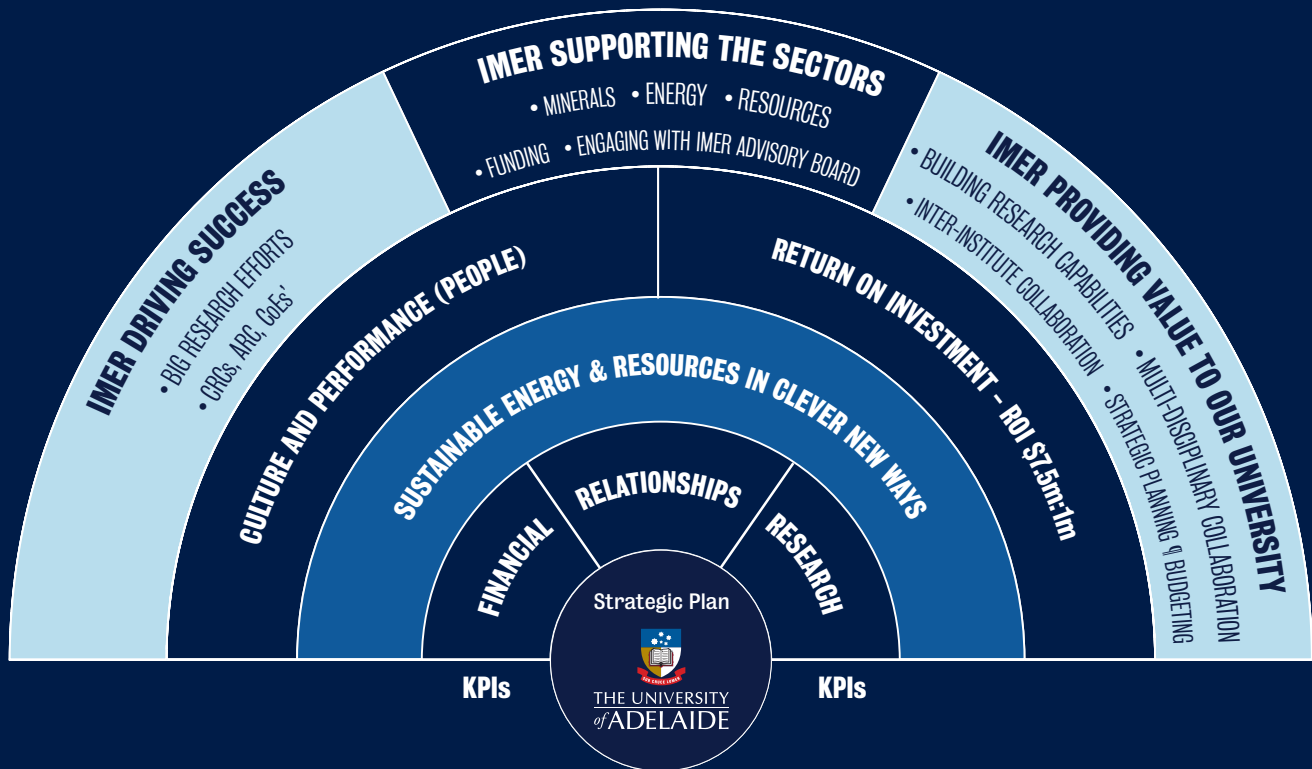 IMER SUPPORTING THE SECTORS
• MINERALS • ENERGY • RESOURCES
• FUNDING • ENGAGING WITH IMER ADVISORY BOARD
IMER DRIVING SUCCESS
• BIG RESEARCH EFFORTS
• CRCs, ARC, CoEs'
IMER PROVIDING VALUE TO OUR UNIVERSITY
• BUILDING RESEARCH CAPABILITIES • MULTI-DISCIPLINARY COLLABORATION
• INTER-INSTITUTE COLLABORATION • STRATEGIC PLANNING ¶ BUDGETING
CULTURE AND PERFORMANCE (PEOPLE)
RETURN ON INVESTMENT – ROI $7.5m:1m
SUSTAINABLE ENERGY & RESOURCES IN CLEVER NEW WAYS
FINANCIAL
RELATIONSHIPS
RESEARCH
Strategic Plan
SUB CRUCE LUMEN
THE UNIVERSITY
of ADELAIDE
KPIs
KPIs